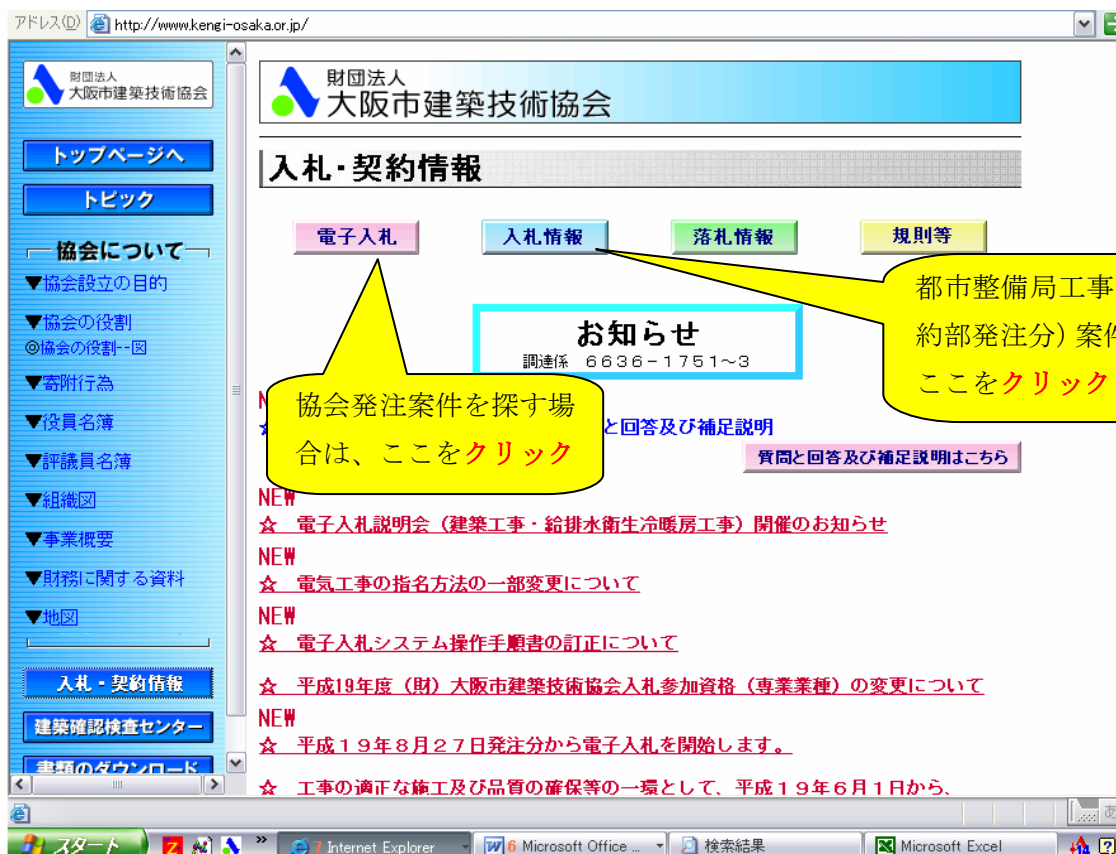 アドレス(D) http://www.kengi-osaka.or.jp/
財団法人
大阪市建築技術協会
トップページへ
トピック
協会について
▼協会設立の目的
▼協会の役割
◎協会の役割--図
▼寄附行為
▼役員名簿
▼評議員名簿
▼組織図
▼事業概要
▼財務に関する資料
▼地図
入札・契約情報
建築確認検査センター
書類のダウンロード
財団法人
大阪市建築技術協会
入札・契約情報
電子入札 入札情報 落札情報 規則等
都市整備局工事
約部発注分)案件
ここをクリック
お知らせ
調達係 6636-1751~3
協会発注案件を探す場
合は、ここをクリック
と回答及び補足説明
質問と回答及び補足説明はこちら
NEW
☆ 電子入札説明会(建築工事・給排水衛生冷暖房工事)開催のお知らせ
NEW
☆ 電気工事の指名方法の一部変更について
NEW
☆ 電子入札システム操作手順書の訂正について
☆ 平成19年度(財)大阪市建築技術協会入札参加資格(専業業種)の変更について
NEW
☆ 平成19年8月27日発注分から電子入札を開始します。
☆ 工事の適正な施工及び品質の確保等の一環として、平成19年6月1日から、
スタート » 7 Internet Explorer 6 Microsoft Office ... 検索結果 Microsoft Excel